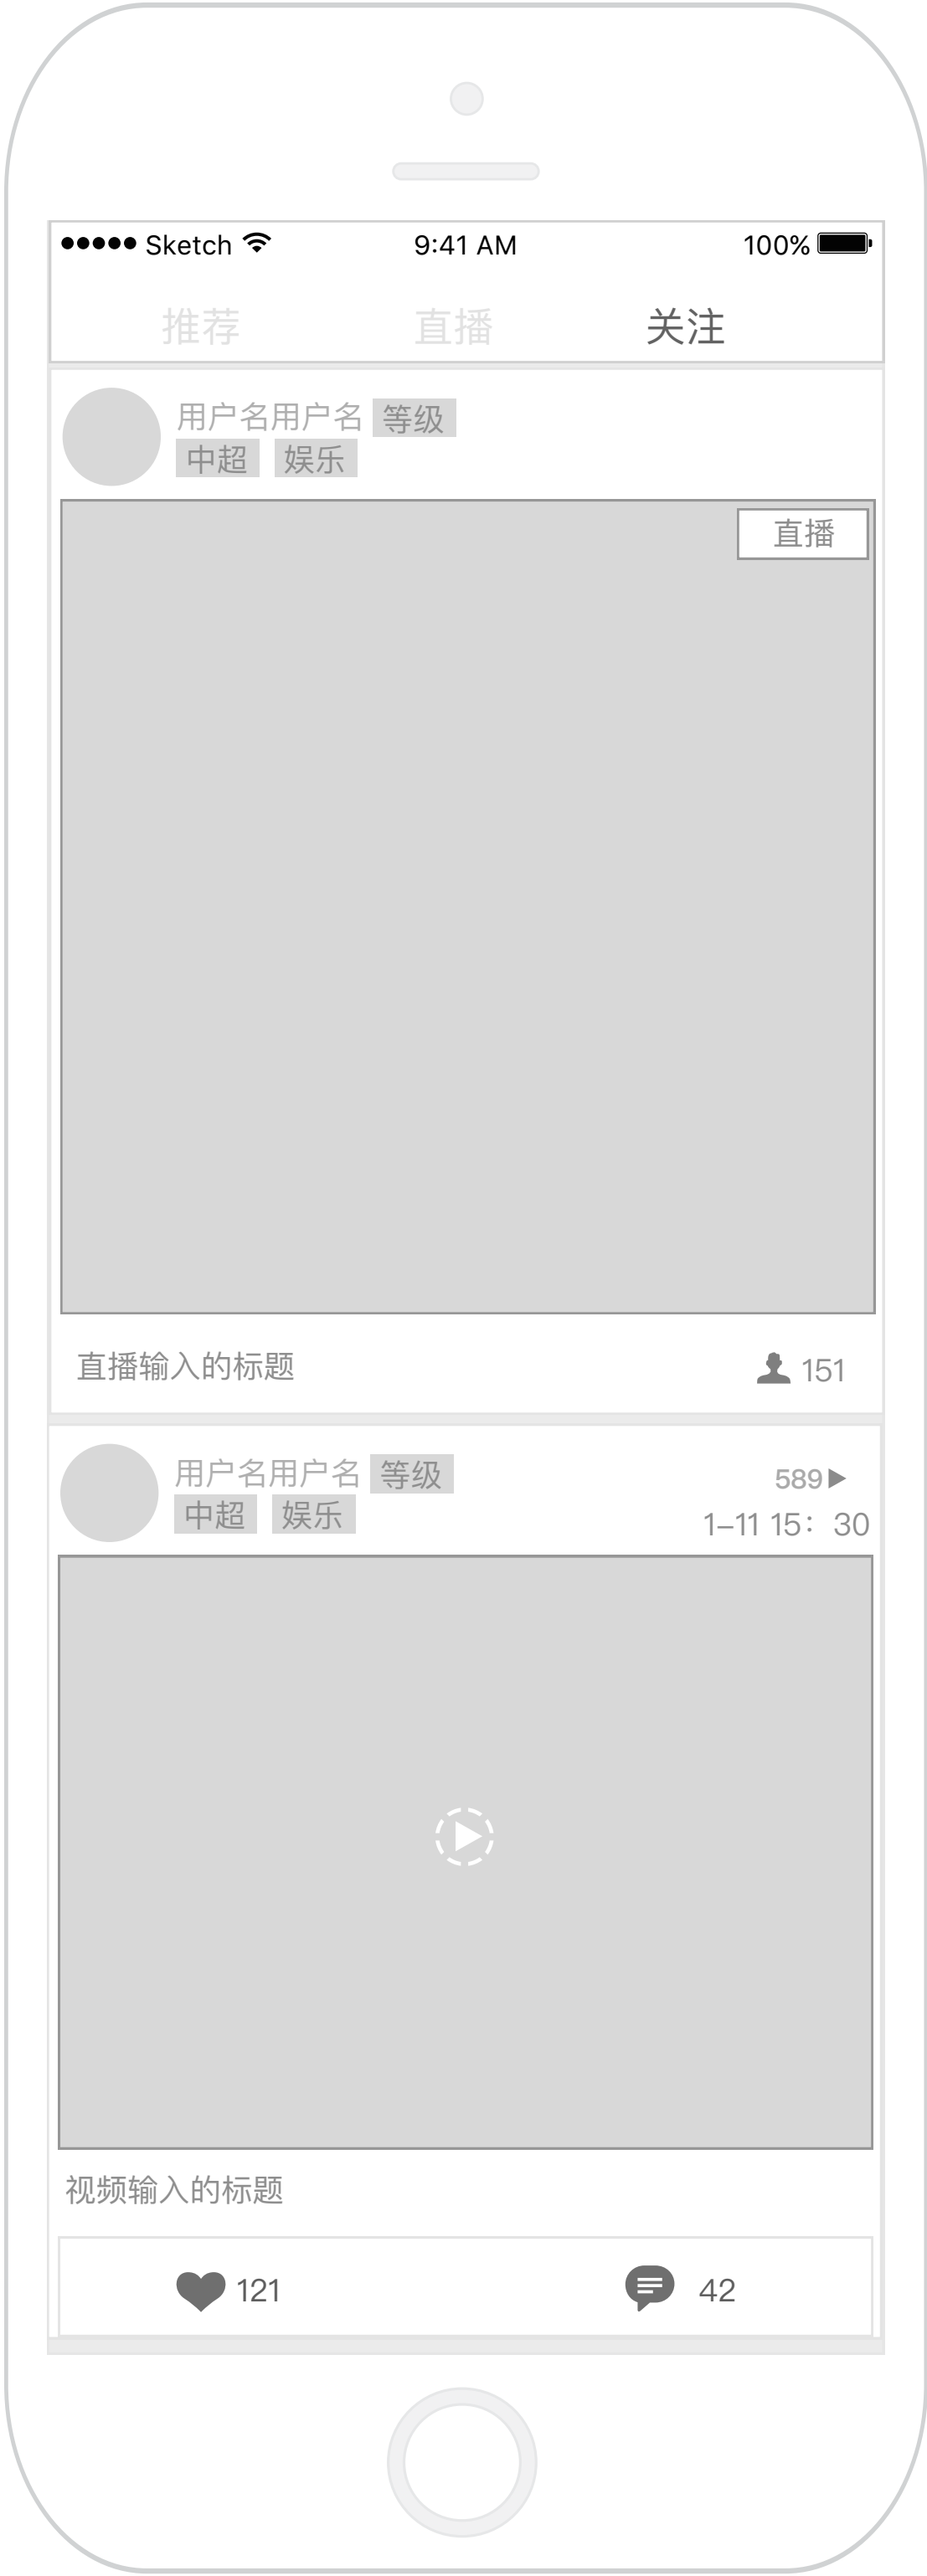 Sketch 9:41 AM 100%
推荐 直播 关注
用户名用户名 等级
中超 娱乐
直播
直播输入的标题 151
用户名用户名 等级 589
中超 娱乐 1-11 15：30
视频输入的标题
121 42